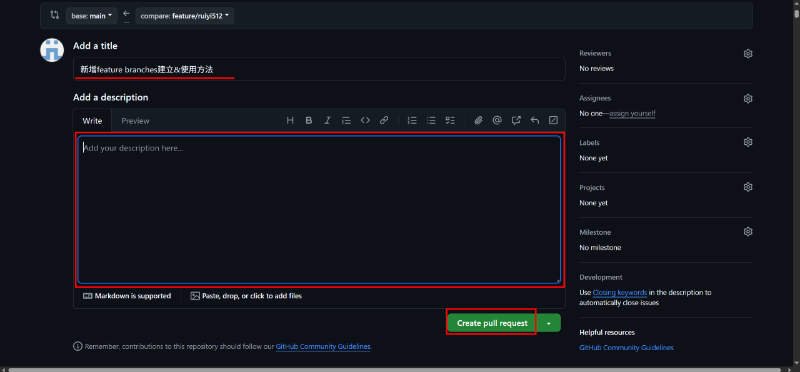 base: main
compare: feature/ruiyi512
Add a title
新增feature branches建立&使用方法
Add a description
Write
Preview
Add your description here...
Markdown is supported
Paste, drop, or click to add files
Create pull request
Remember, contributions to this repository should follow our GitHub Community Guidelines.
Reviewers
No reviews
Assignees
No one—assign yourself
Labels
None yet
Projects
None yet
Milestone
No milestone
Development
Use Closing keywords in the description to
automatically close issues
Helpful resources
GitHub Community Guidelines